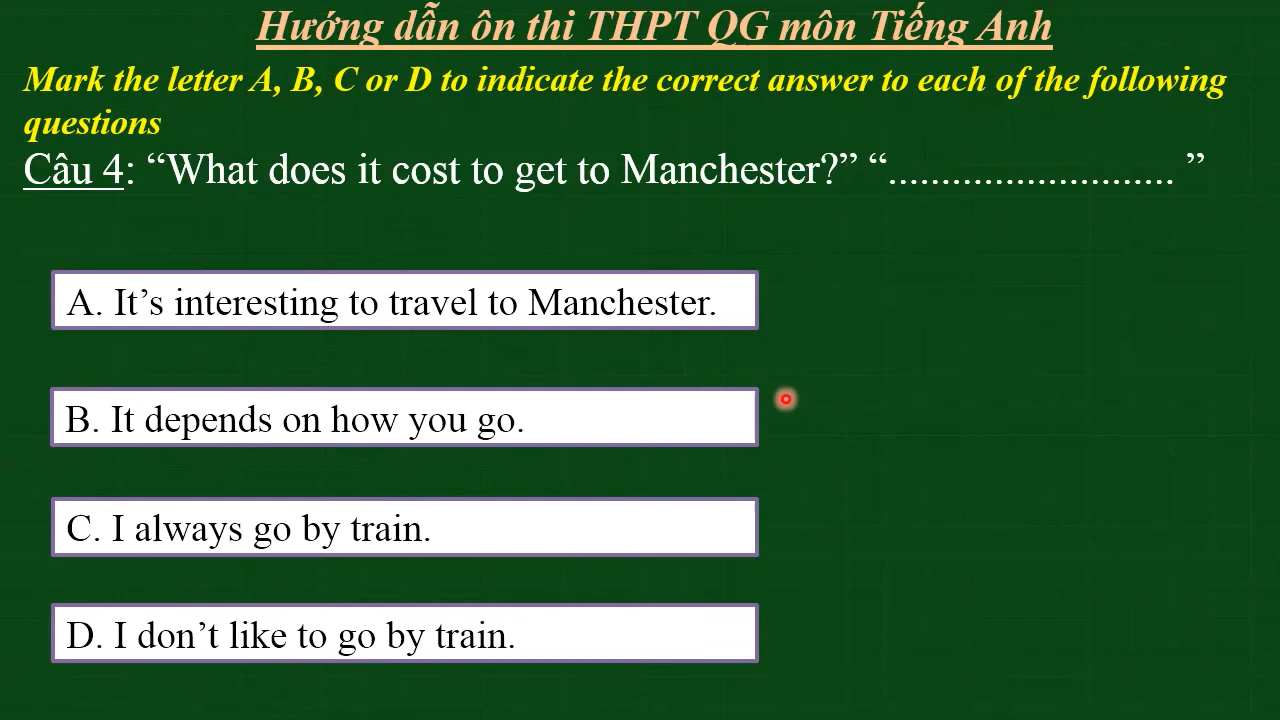 Hướng dẫn ôn thi THPT QG môn Tiếng Anh
Mark the letter A, B, C or D to indicate the correct answer to each of the following
questions
Câu 4: “What does it cost to get to Manchester?” “........................... ”
A. It’s interesting to travel to Manchester.
B. It depends on how you go.
C. I always go by train.
D. I don’t like to go by train.